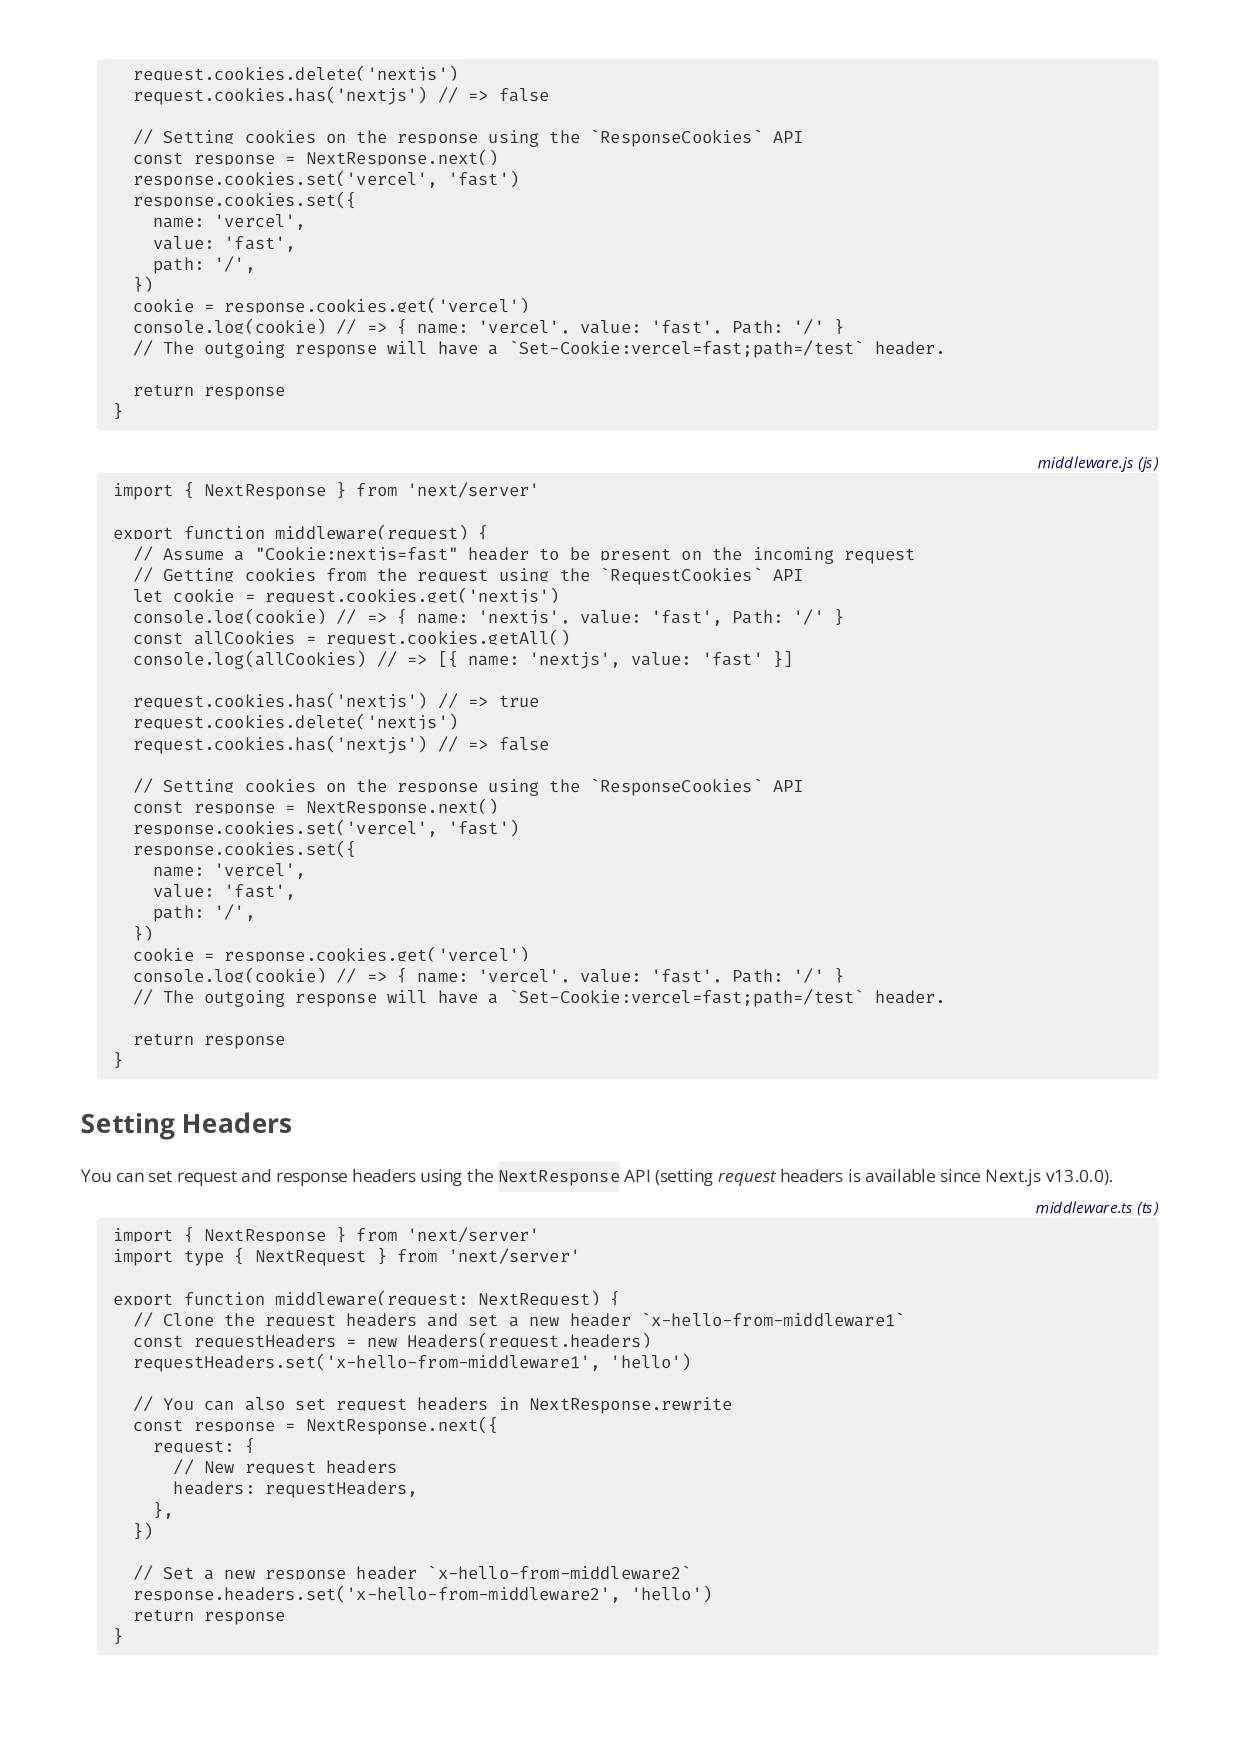 request.cookies.delete('nextjs')
  request.cookies.has('nextjs') // => false

  // Setting cookies on the response using the `ResponseCookies` API
  const response = NextResponse.next()
  response.cookies.set('vercel', 'fast')
  response.cookies.set({
    name: 'vercel',
    value: 'fast',
    path: '/',
  })
  cookie = response.cookies.get('vercel')
  console.log(cookie) // => { name: 'vercel', value: 'fast', Path: '/' }
  // The outgoing response will have a `Set-Cookie:vercel=fast;path=/test` header.

  return response
}
middleware.js (js)
import { NextResponse } from 'next/server'

export function middleware(request) {
  // Assume a "Cookie:nextjs=fast" header to be present on the incoming request
  // Getting cookies from the request using the `RequestCookies` API
  let cookie = request.cookies.get('nextjs')
  console.log(cookie) // => { name: 'nextjs', value: 'fast', Path: '/' }
  const allCookies = request.cookies.getAll()
  console.log(allCookies) // => [{ name: 'nextjs', value: 'fast' }]

  request.cookies.has('nextjs') // => true
  request.cookies.delete('nextjs')
  request.cookies.has('nextjs') // => false

  // Setting cookies on the response using the `ResponseCookies` API
  const response = NextResponse.next()
  response.cookies.set('vercel', 'fast')
  response.cookies.set({
    name: 'vercel',
    value: 'fast',
    path: '/',
  })
  cookie = response.cookies.get('vercel')
  console.log(cookie) // => { name: 'vercel', value: 'fast', Path: '/' }
  // The outgoing response will have a `Set-Cookie:vercel=fast;path=/test` header.

  return response
}
Setting Headers
You can set request and response headers using the NextResponse API (setting request headers is available since Next.js v13.0.0).
middleware.ts (ts)
import { NextResponse } from 'next/server'
import type { NextRequest } from 'next/server'

export function middleware(request: NextRequest) {
  // Clone the request headers and set a new header `x-hello-from-middleware1`
  const requestHeaders = new Headers(request.headers)
  requestHeaders.set('x-hello-from-middleware1', 'hello')

  // You can also set request headers in NextResponse.rewrite
  const response = NextResponse.next({
    request: {
      // New request headers
      headers: requestHeaders,
    },
  })

  // Set a new response header `x-hello-from-middleware2`
  response.headers.set('x-hello-from-middleware2', 'hello')
  return response
}